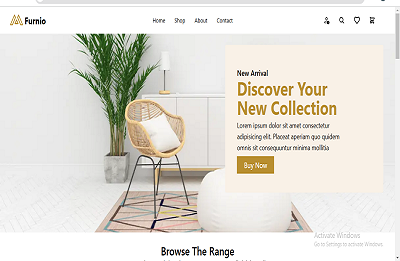 Furnio
Home Shop About Contact
New Arrival
Discover Your
New Collection
Lorem ipsum dolor sit amet consectetur
adipisicing elit. Placeat aperiam quo quidem
omnis sit consequuntur minima mollitia
Buy Now
Activate Windows
Go to Settings to activate Windows.
Browse The Range